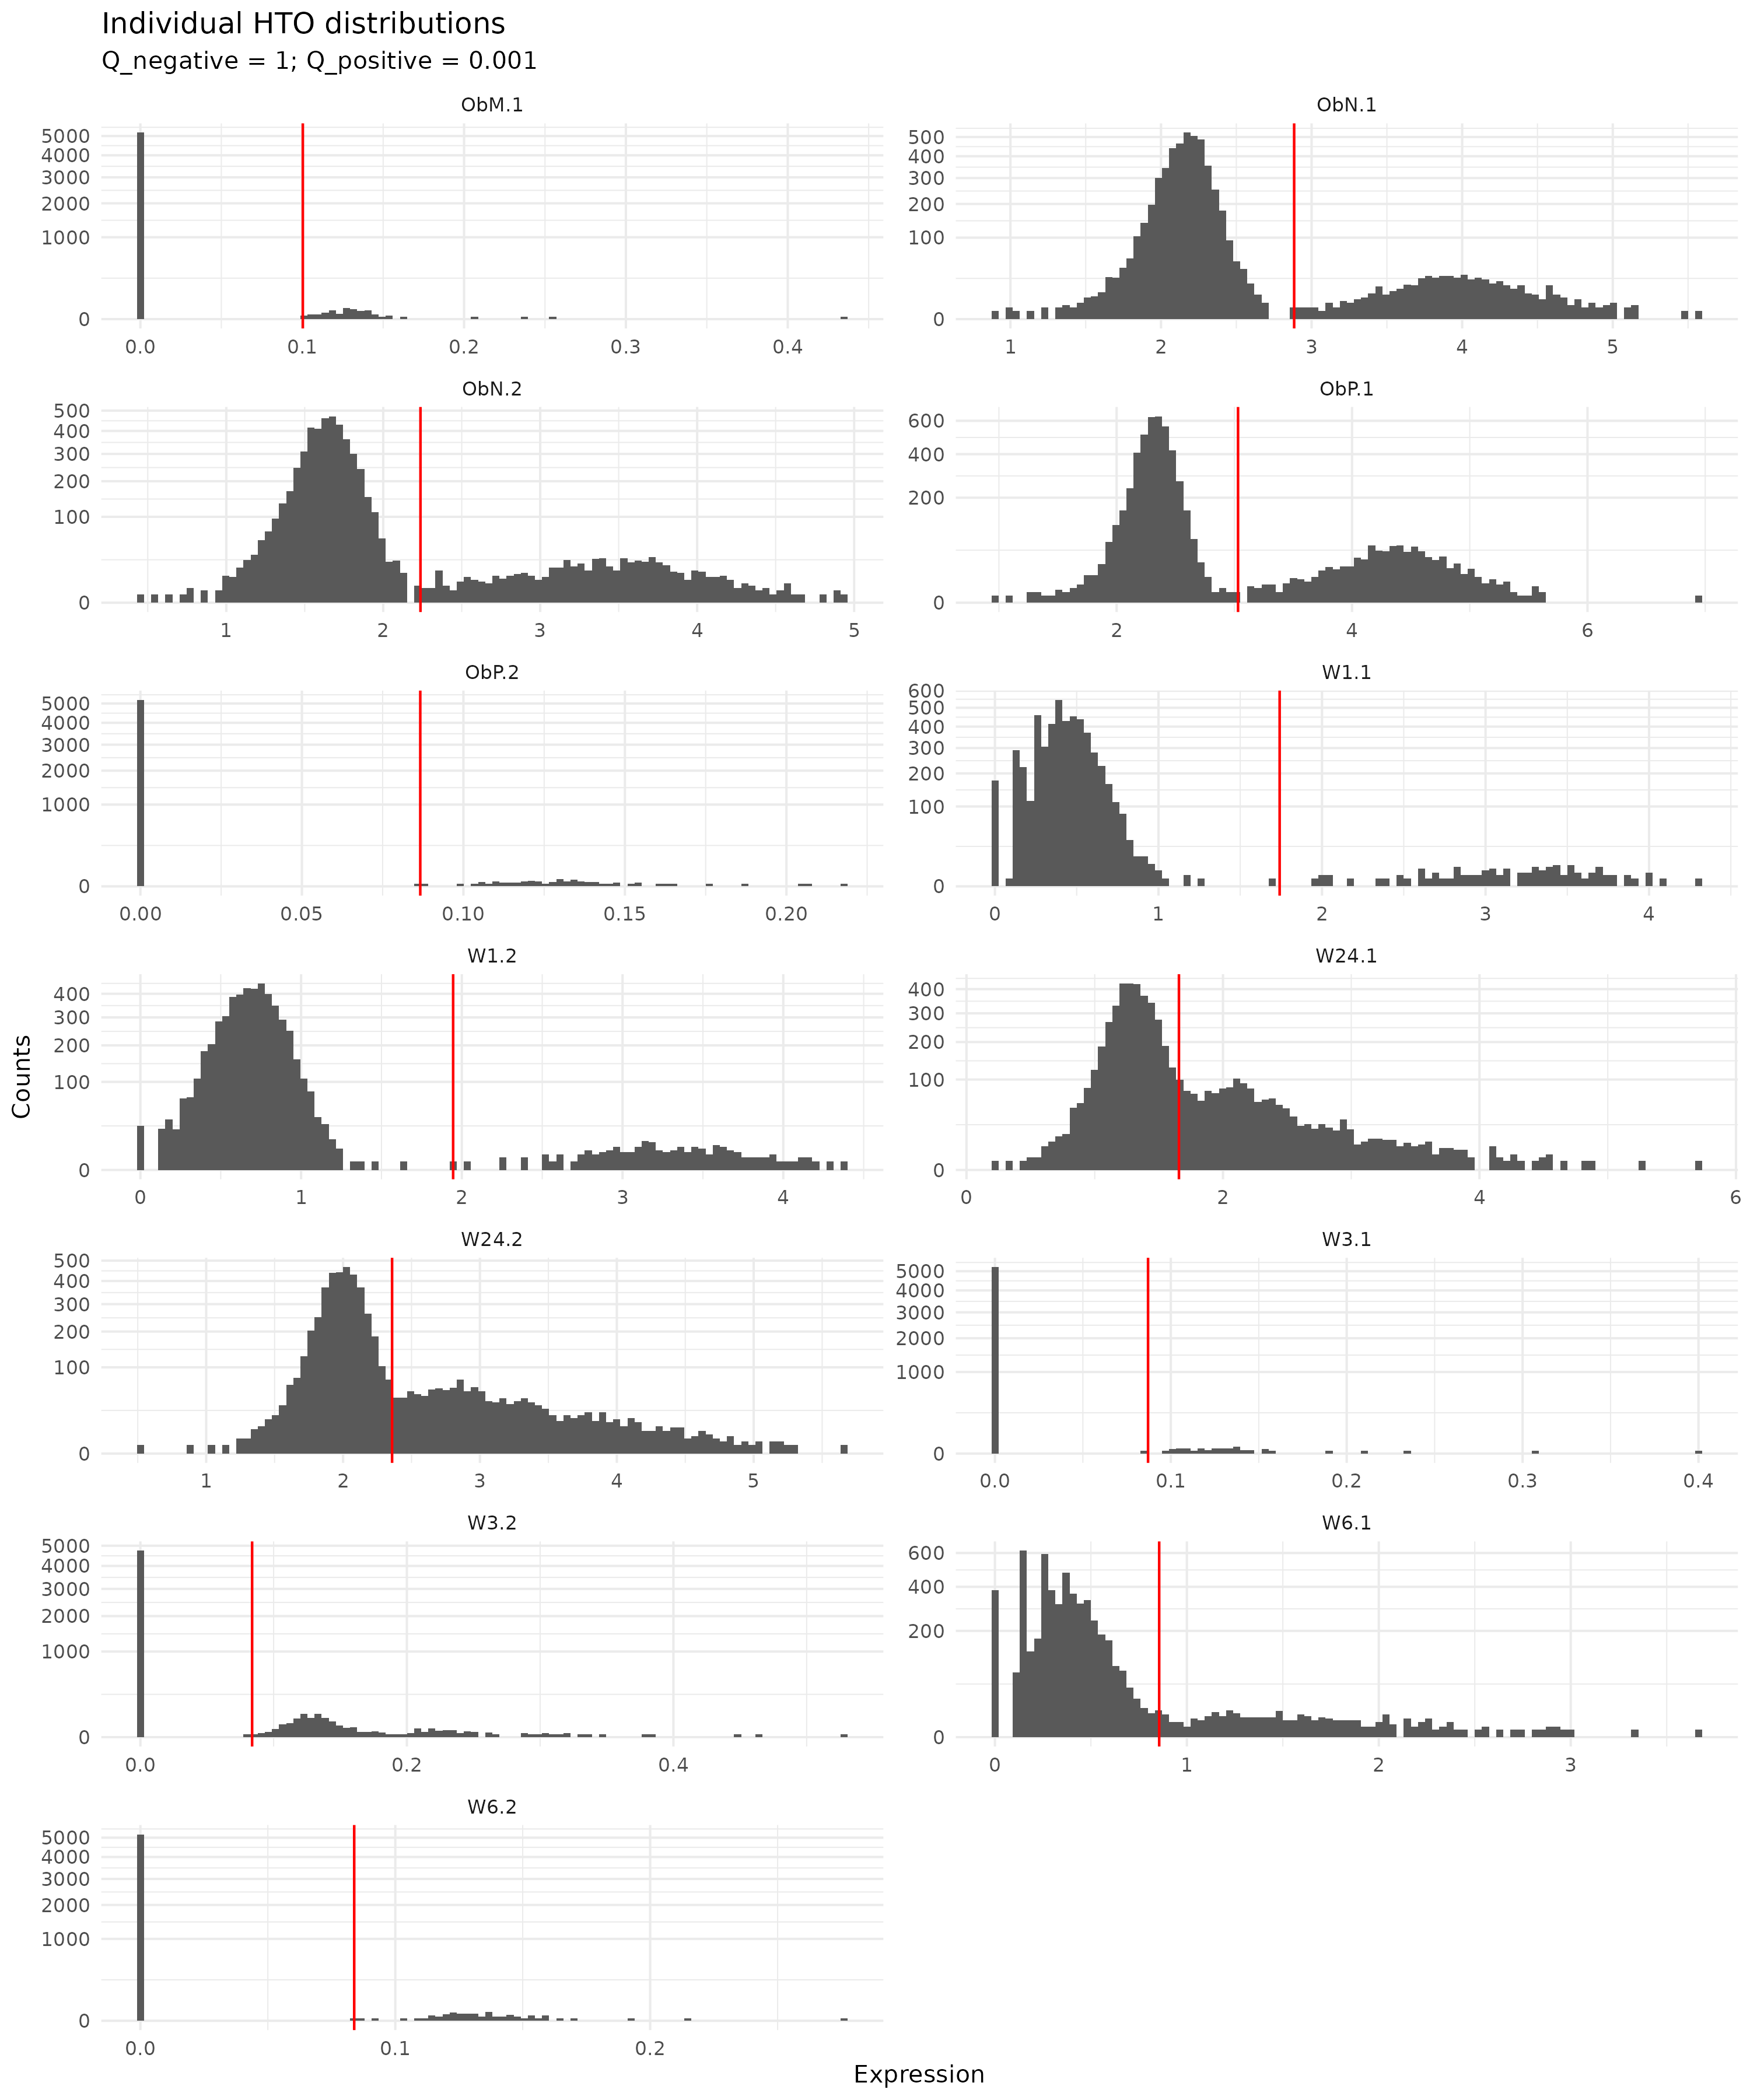 Individual HTO distributions
Q_negative = 1; Q_positive = 0.001
ObM.1
5000
4000
3000
2000
1000
0
0.0 0.1 0.2 0.3 0.4
ObN.1
500
400
300
200
100
0
1 2 3 4 5
ObN.2
500
400
300
200
100
0
1 2 3 4 5
ObP.1
600
400
200
0
2 4 6
ObP.2
5000
4000
3000
2000
1000
0
0.00 0.05 0.10 0.15 0.20
W1.1
600
500
400
300
200
100
0
0 1 2 3 4
W1.2
400
300
200
100
0
0 1 2 3 4
W24.1
400
300
200
100
0
0 2 4 6
W24.2
500
400
300
200
100
0
1 2 3 4 5
W3.1
5000
4000
3000
2000
1000
0
0.0 0.1 0.2 0.3 0.4
W3.2
5000
4000
3000
2000
1000
0
0.0 0.2 0.4
W6.1
600
400
200
0
0 1 2 3
W6.2
5000
4000
3000
2000
1000
0
0.0 0.1 0.2
Counts
Expression